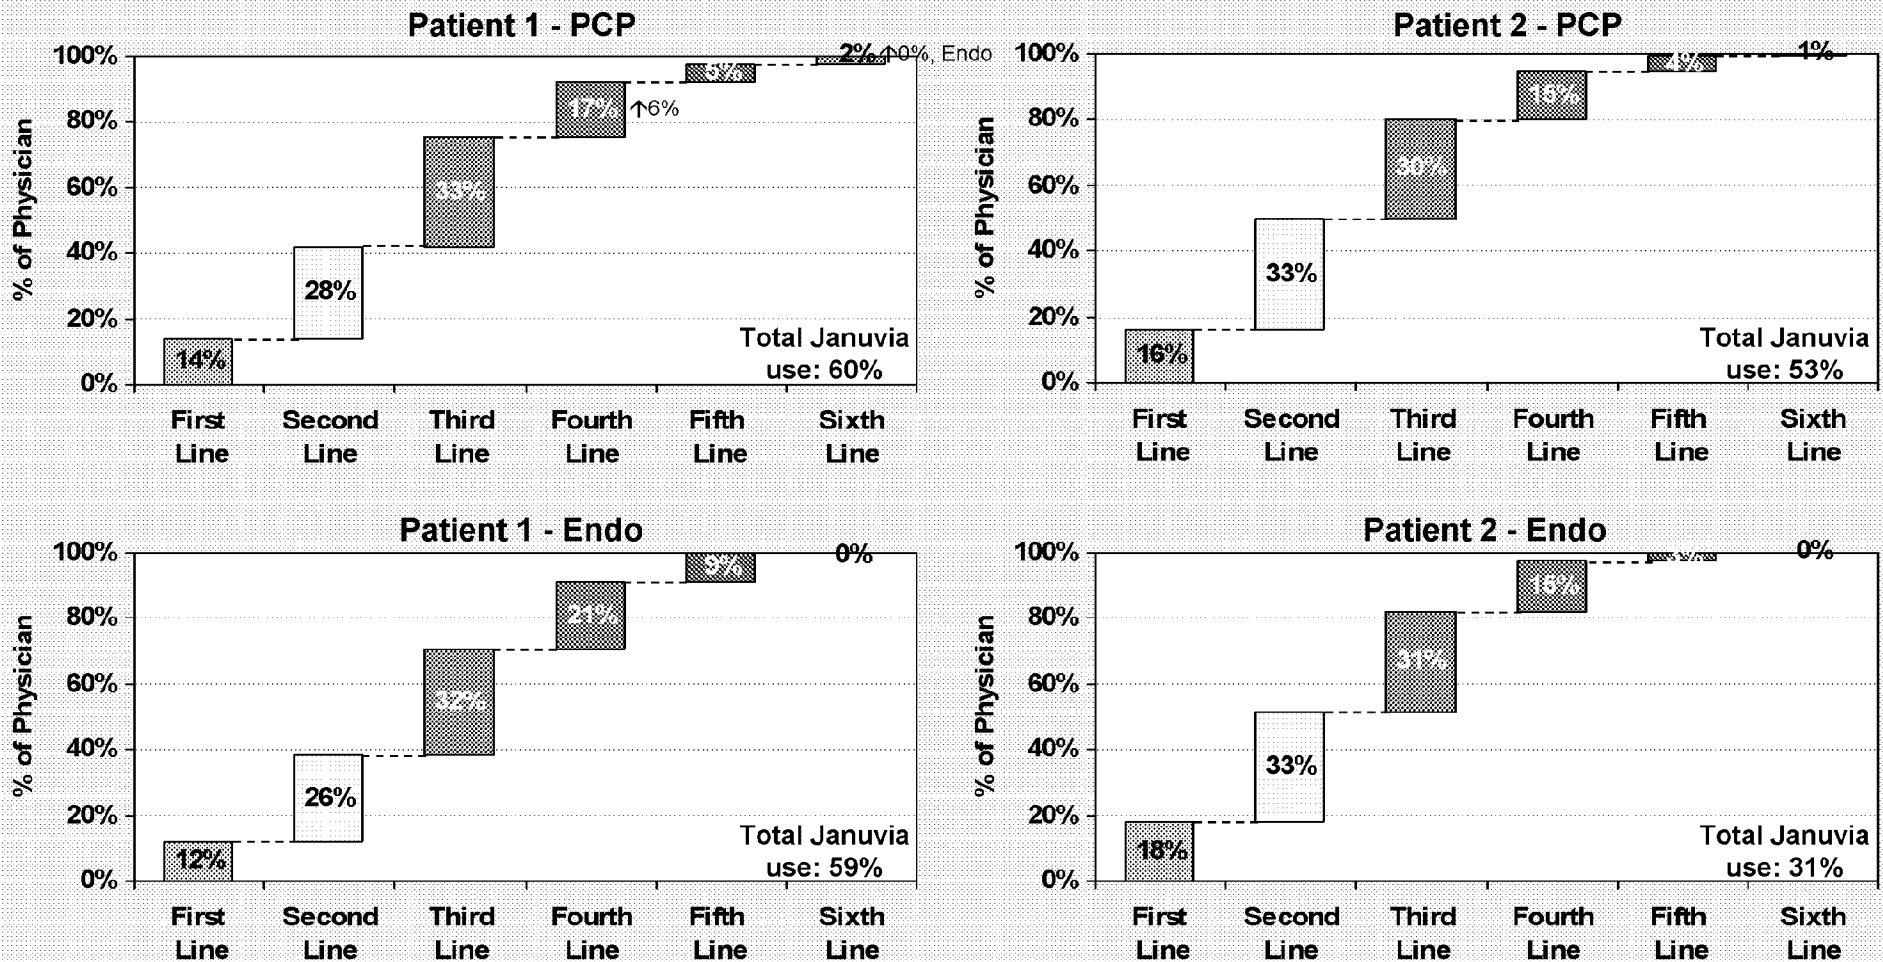 Patient 1 - PCP
% of Physician
100%
80%
60%
40%
20%
0%
14%
28%
33%
17%
↑6%
5%
2%
↑0%, Endo
Total Januvia
use: 60%
First Line
Second Line
Third Line
Fourth Line
Fifth Line
Sixth Line
Patient 2 - PCP
% of Physician
100%
80%
60%
40%
20%
0%
16%
33%
30%
15%
4%
1%
Total Januvia
use: 53%
First Line
Second Line
Third Line
Fourth Line
Fifth Line
Sixth Line
Patient 1 - Endo
% of Physician
100%
80%
60%
40%
20%
0%
12%
26%
32%
21%
9%
0%
Total Januvia
use: 59%
First Line
Second Line
Third Line
Fourth Line
Fifth Line
Sixth Line
Patient 2 - Endo
% of Physician
100%
80%
60%
40%
20%
0%
18%
33%
31%
0%
Total Januvia
use: 31%
First Line
Second Line
Third Line
Fourth Line
Fifth Line
Sixth Line